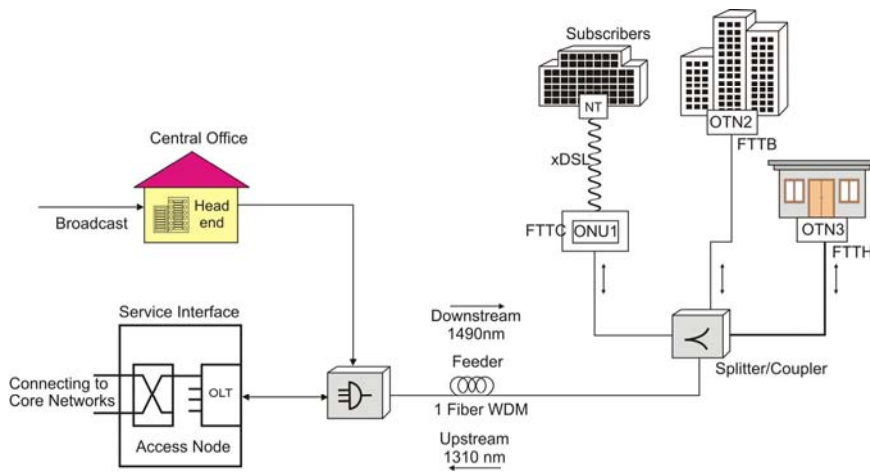 Subscribers
NT
OTN2
FTTB
xDSL
Central Office
Head
end
Broadcast
FTTC
ONU1
OTN3
FTTH
Service Interface
Downstream
1490nm
Splitter/Coupler
Feeder
Connecting to
Core Networks
OLT
1 Fiber WDM
Access Node
Upstream
1310 nm